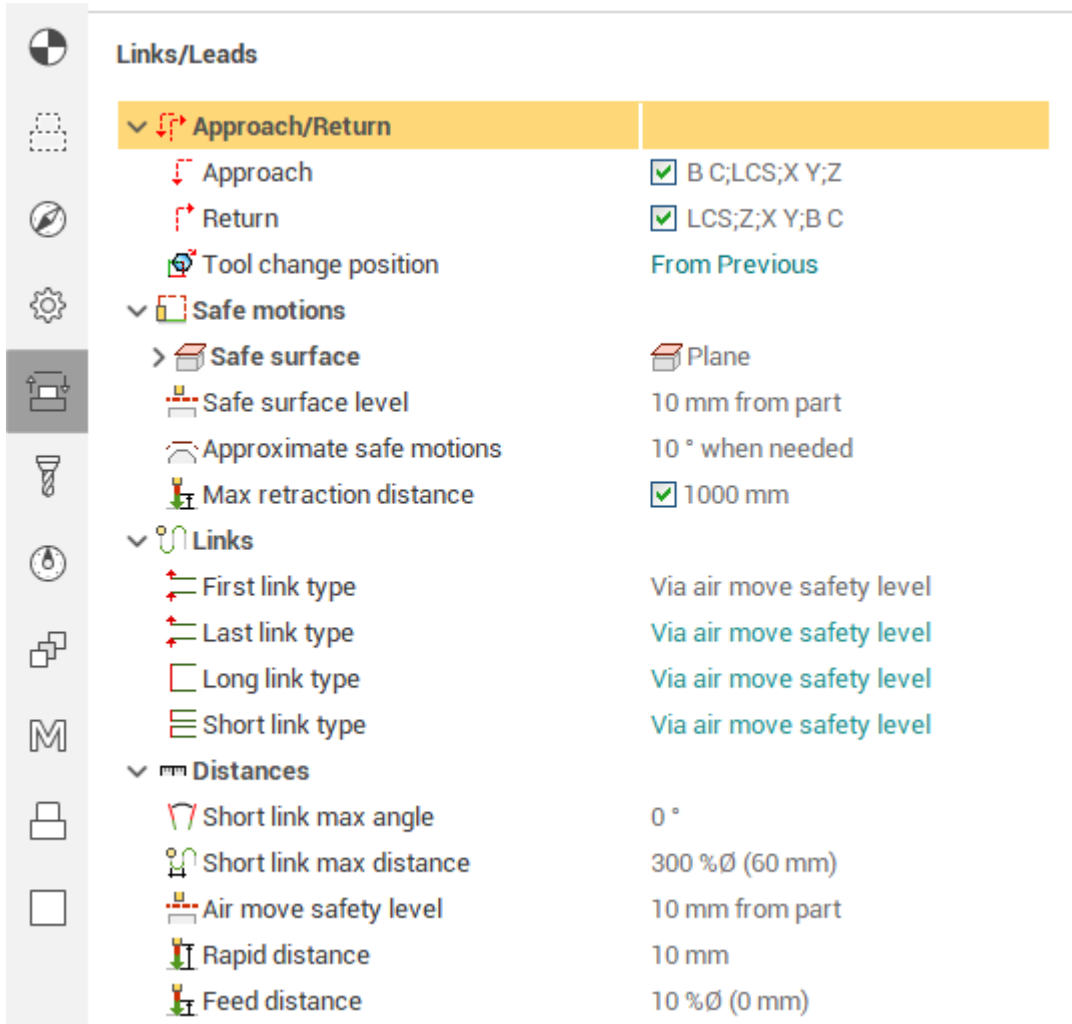 Links/Leads
Approach/Return
Approach B C;LCS;X Y;Z
Return LCS;Z;X Y;B C
Tool change position From Previous
Safe motions
Safe surface Plane
Safe surface level 10 mm from part
Approximate safe motions 10 ° when needed
Max retraction distance 1000 mm
Links
First link type Via air move safety level
Last link type Via air move safety level
Long link type Via air move safety level
Short link type Via air move safety level
Distances
Short link max angle 0 °
Short link max distance 300 %Ø (60 mm)
Air move safety level 10 mm from part
Rapid distance 10 mm
Feed distance 10 %Ø (0 mm)